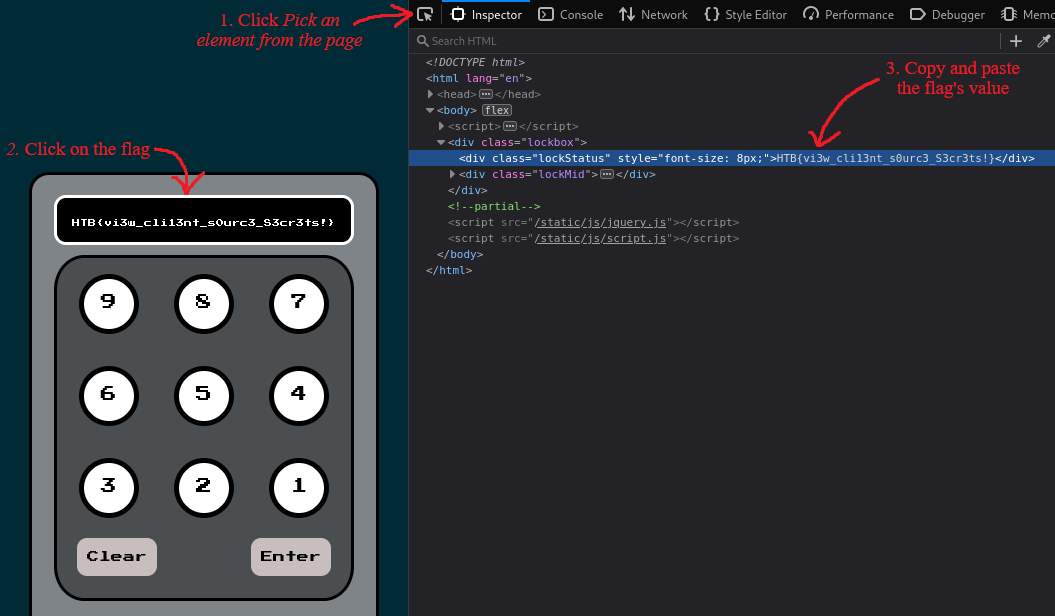 1. Click Pick an
element from the page
2. Click on the flag
HTB{vi3w_cli13nt_s0urc3_S3cr3ts!}
9 8 7
6 5 4
3 2 1
Clear Enter
Inspector Console Network Style Editor Performance Debugger Memo
Search HTML
<!DOCTYPE html>
<html lang="en">
<head>⋯</head>
<body> flex
<script>⋯</script>
<div class="lockbox">
<div class="lockStatus" style="font-size: 8px;">HTB{vi3w_cli13nt_s0urc3_S3cr3ts!}</div>
<div class="lockMid">⋯</div>
</div>
<!--partial-->
<script src="/static/js/jquery.js"></script>
<script src="/static/js/script.js"></script>
</body>
</html>
3. Copy and paste
the flag's value